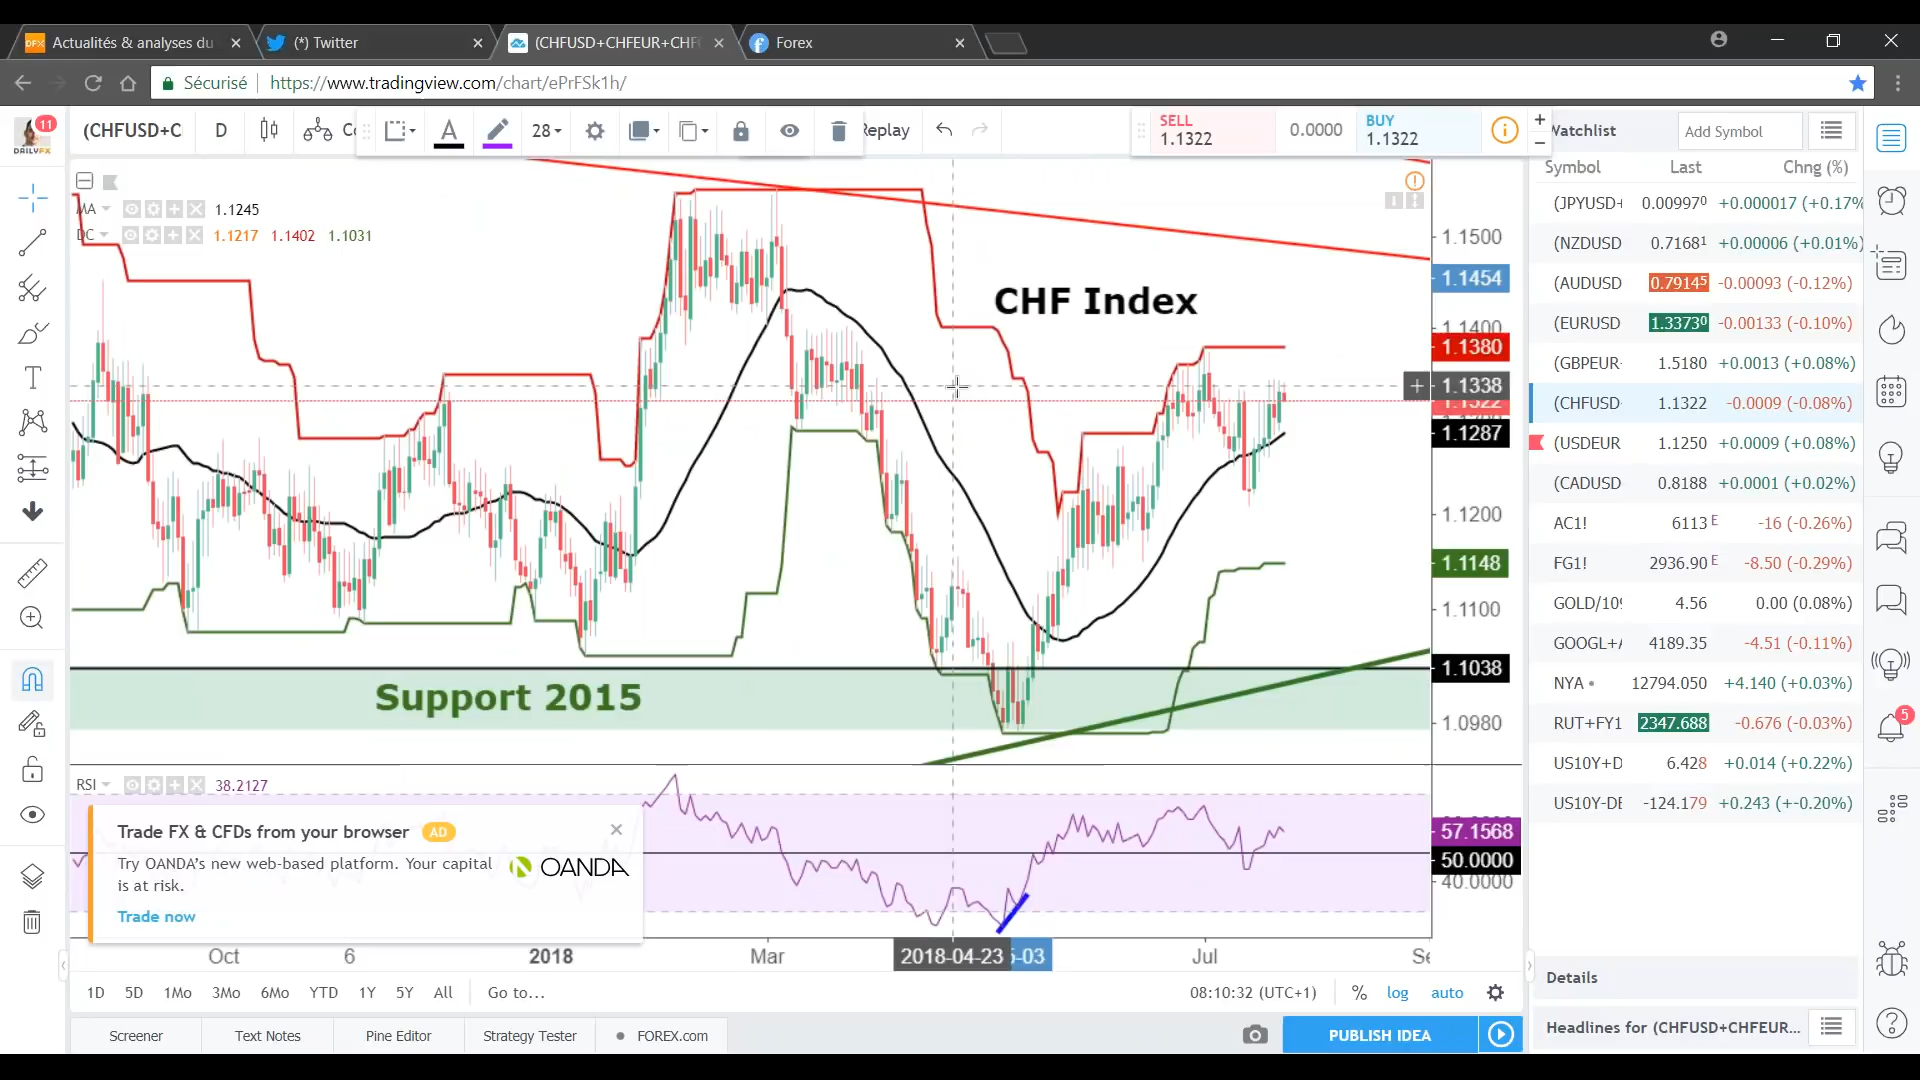 Actualités & analyses du
(*) Twitter
(CHFUSD+CHFEUR+CHF
Forex
Sécurisé
https://www.tradingview.com/chart/ePrFSk1h/
11
DAILYFX
(CHFUSD+C
D
28
Replay
SELL
1.1322
0.0000
BUY
1.1322
Watchlist
Add Symbol
Symbol Last Chng (%)
MA 1.1245
DC 1.1217 1.1402 1.1031
CHF Index
Support 2015
1.1500
1.1454
1.1400
1.1380
1.1338
1.1322
1.1287
1.1200
1.1148
1.1100
1.1038
1.0980
(JPYUSD+ 0.00997⁰ +0.000017 (+0.17%
(NZDUSD 0.7168¹ +0.00006 (+0.01%)
(AUDUSD 0.7914⁵ -0.00093 (-0.12%)
(EURUSD 1.3373⁰ -0.00133 (-0.10%)
(GBPEUR- 1.5180 +0.0013 (+0.08%)
(CHFUSD- 1.1322 -0.0009 (-0.08%)
(USDEUR 1.1250 +0.0009 (+0.08%)
(CADUSD 0.8188 +0.0001 (+0.02%)
AC1! 6113 E -16 (-0.26%)
FG1! 2936.90 E -8.50 (-0.29%)
GOLD/109 4.56 0.00 (0.08%)
GOOGL+A 4189.35 -4.51 (-0.11%)
NYA 12794.050 +4.140 (+0.03%)
RUT+FY1 2347.688 -0.676 (-0.03%)
US10Y+D 6.428 +0.014 (+0.22%)
US10Y-DE -124.179 +0.243 (+-0.20%)
5
RSI 38.2127
57.1568
50.0000
40.0000
Trade FX & CFDs from your browser AD
Try OANDA's new web-based platform. Your capital
is at risk.
OANDA
Trade now
Oct 6 2018 Mar 2018-04-23 5-03 Jul Se
1D 5D 1Mo 3Mo 6Mo YTD 1Y 5Y All Go to...
08:10:32 (UTC+1) % log auto
Screener Text Notes Pine Editor Strategy Tester FOREX.com
PUBLISH IDEA
Details
Headlines for (CHFUSD+CHFEUR...